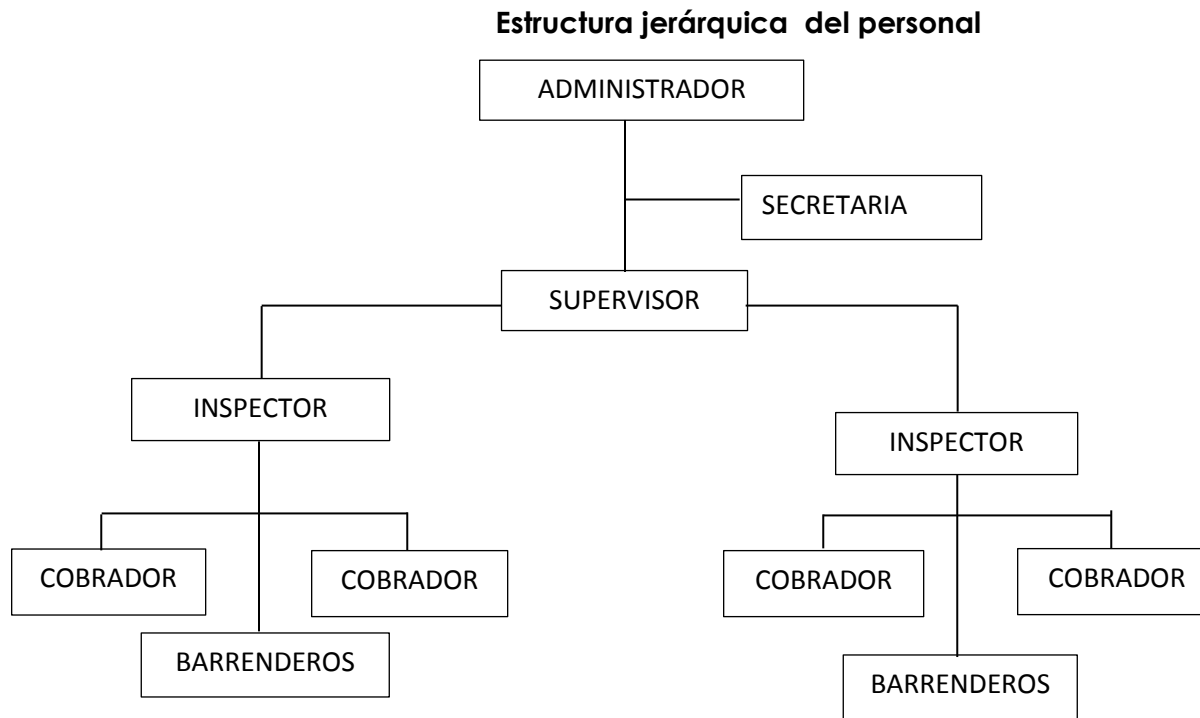 Estructura jerárquica  del personal
ADMINISTRADOR
SECRETARIA
SUPERVISOR
INSPECTOR
INSPECTOR
COBRADOR
COBRADOR
COBRADOR
COBRADOR
BARRENDEROS
BARRENDEROS